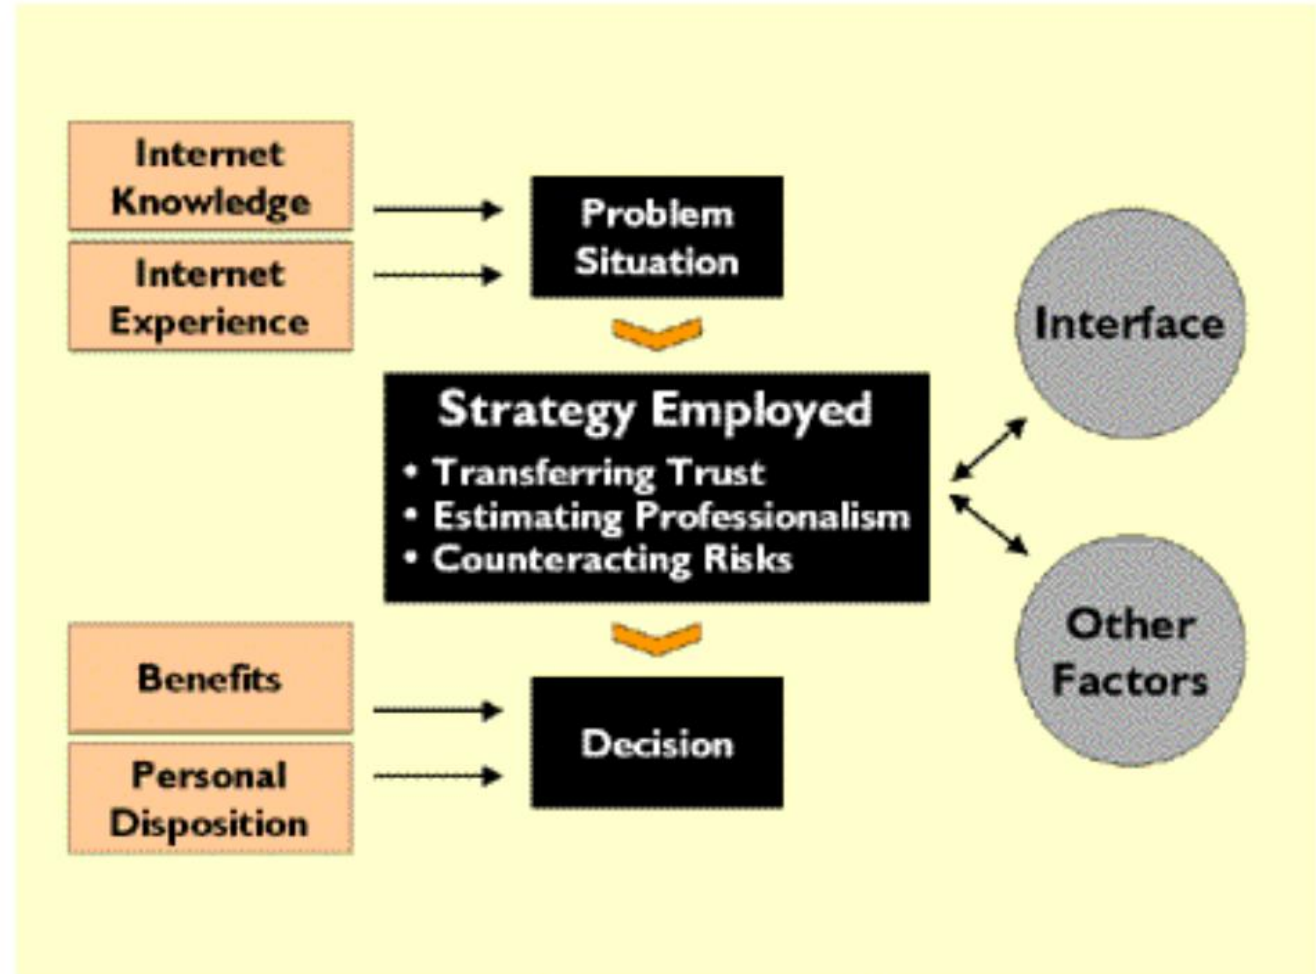 Internet
Knowledge
Internet
Experience
Problem
Situation
Interface
Strategy Employed
• Transferring Trust
• Estimating Professionalism
• Counteracting Risks
Other
Factors
Benefits
Personal
Disposition
Decision